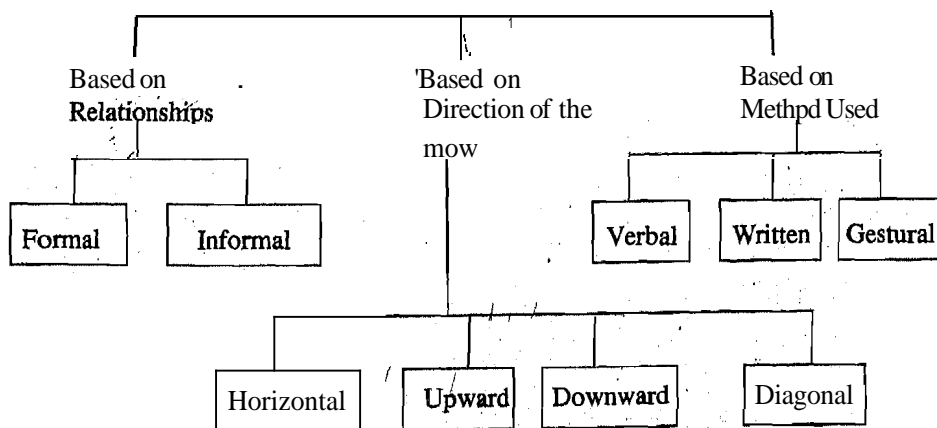 Based on
Relationships
'Based on
Direction of the
mow
Based on
Methpd Used
Formal
Informal
Verbal
Written
Gestural
Horizontal
Upward
Downward
Diagonal